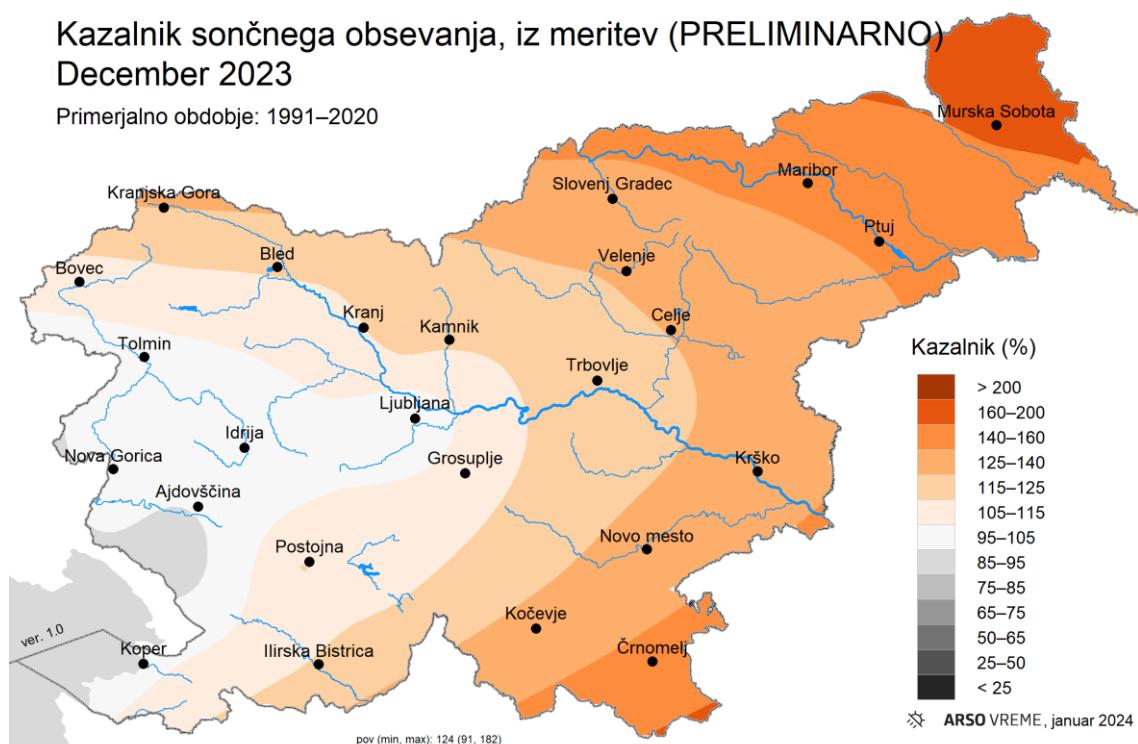 Kazalnik sončnega obsevanja, iz meritev (PRELIMINARNO)
December 2023
Primerjalno obdobje: 1991–2020
Murska Sobota
Maribor
Slovenj Gradec
Kranjska Gora
Ptuj
Bled
Velenje
Bovec
Kranj
Kamnik
Celje
Tolmin
Trbovlje
Ljubljana
Idrija
Nova Gorica
Grosuplje
Krško
Ajdovščina
Postojna
Novo mesto
Kočevje
Koper
Ilirska Bistrica
Črnomelj
ver. 1.0
Kazalnik (%)
> 200
160–200
140–160
125–140
115–125
105–115
95–105
85–95
75–85
65–75
50–65
25–50
< 25
ARSO VREME, januar 2024
pov (min, max): 124 (91, 182)